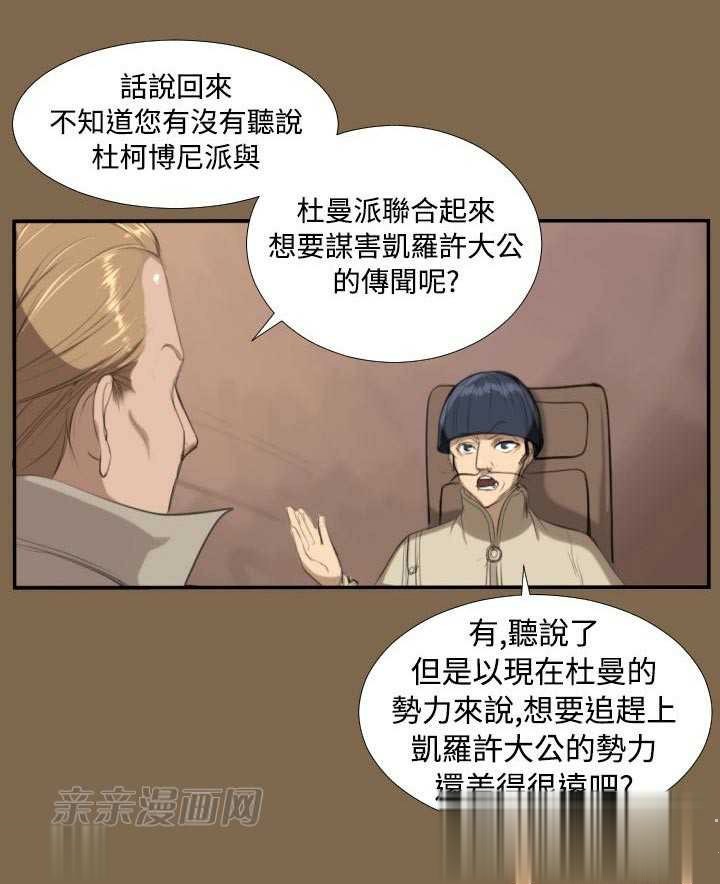 話說回來
不知道您有沒有聽說
杜柯博尼派與
杜曼派聯合起來
想要謀害凱羅許大公
的傳聞呢?
有,聽說了
但是以現在杜曼的
勢力來說,想要追趕上
凱羅許大公的勢力
還差得很遠吧?
亲亲漫画网